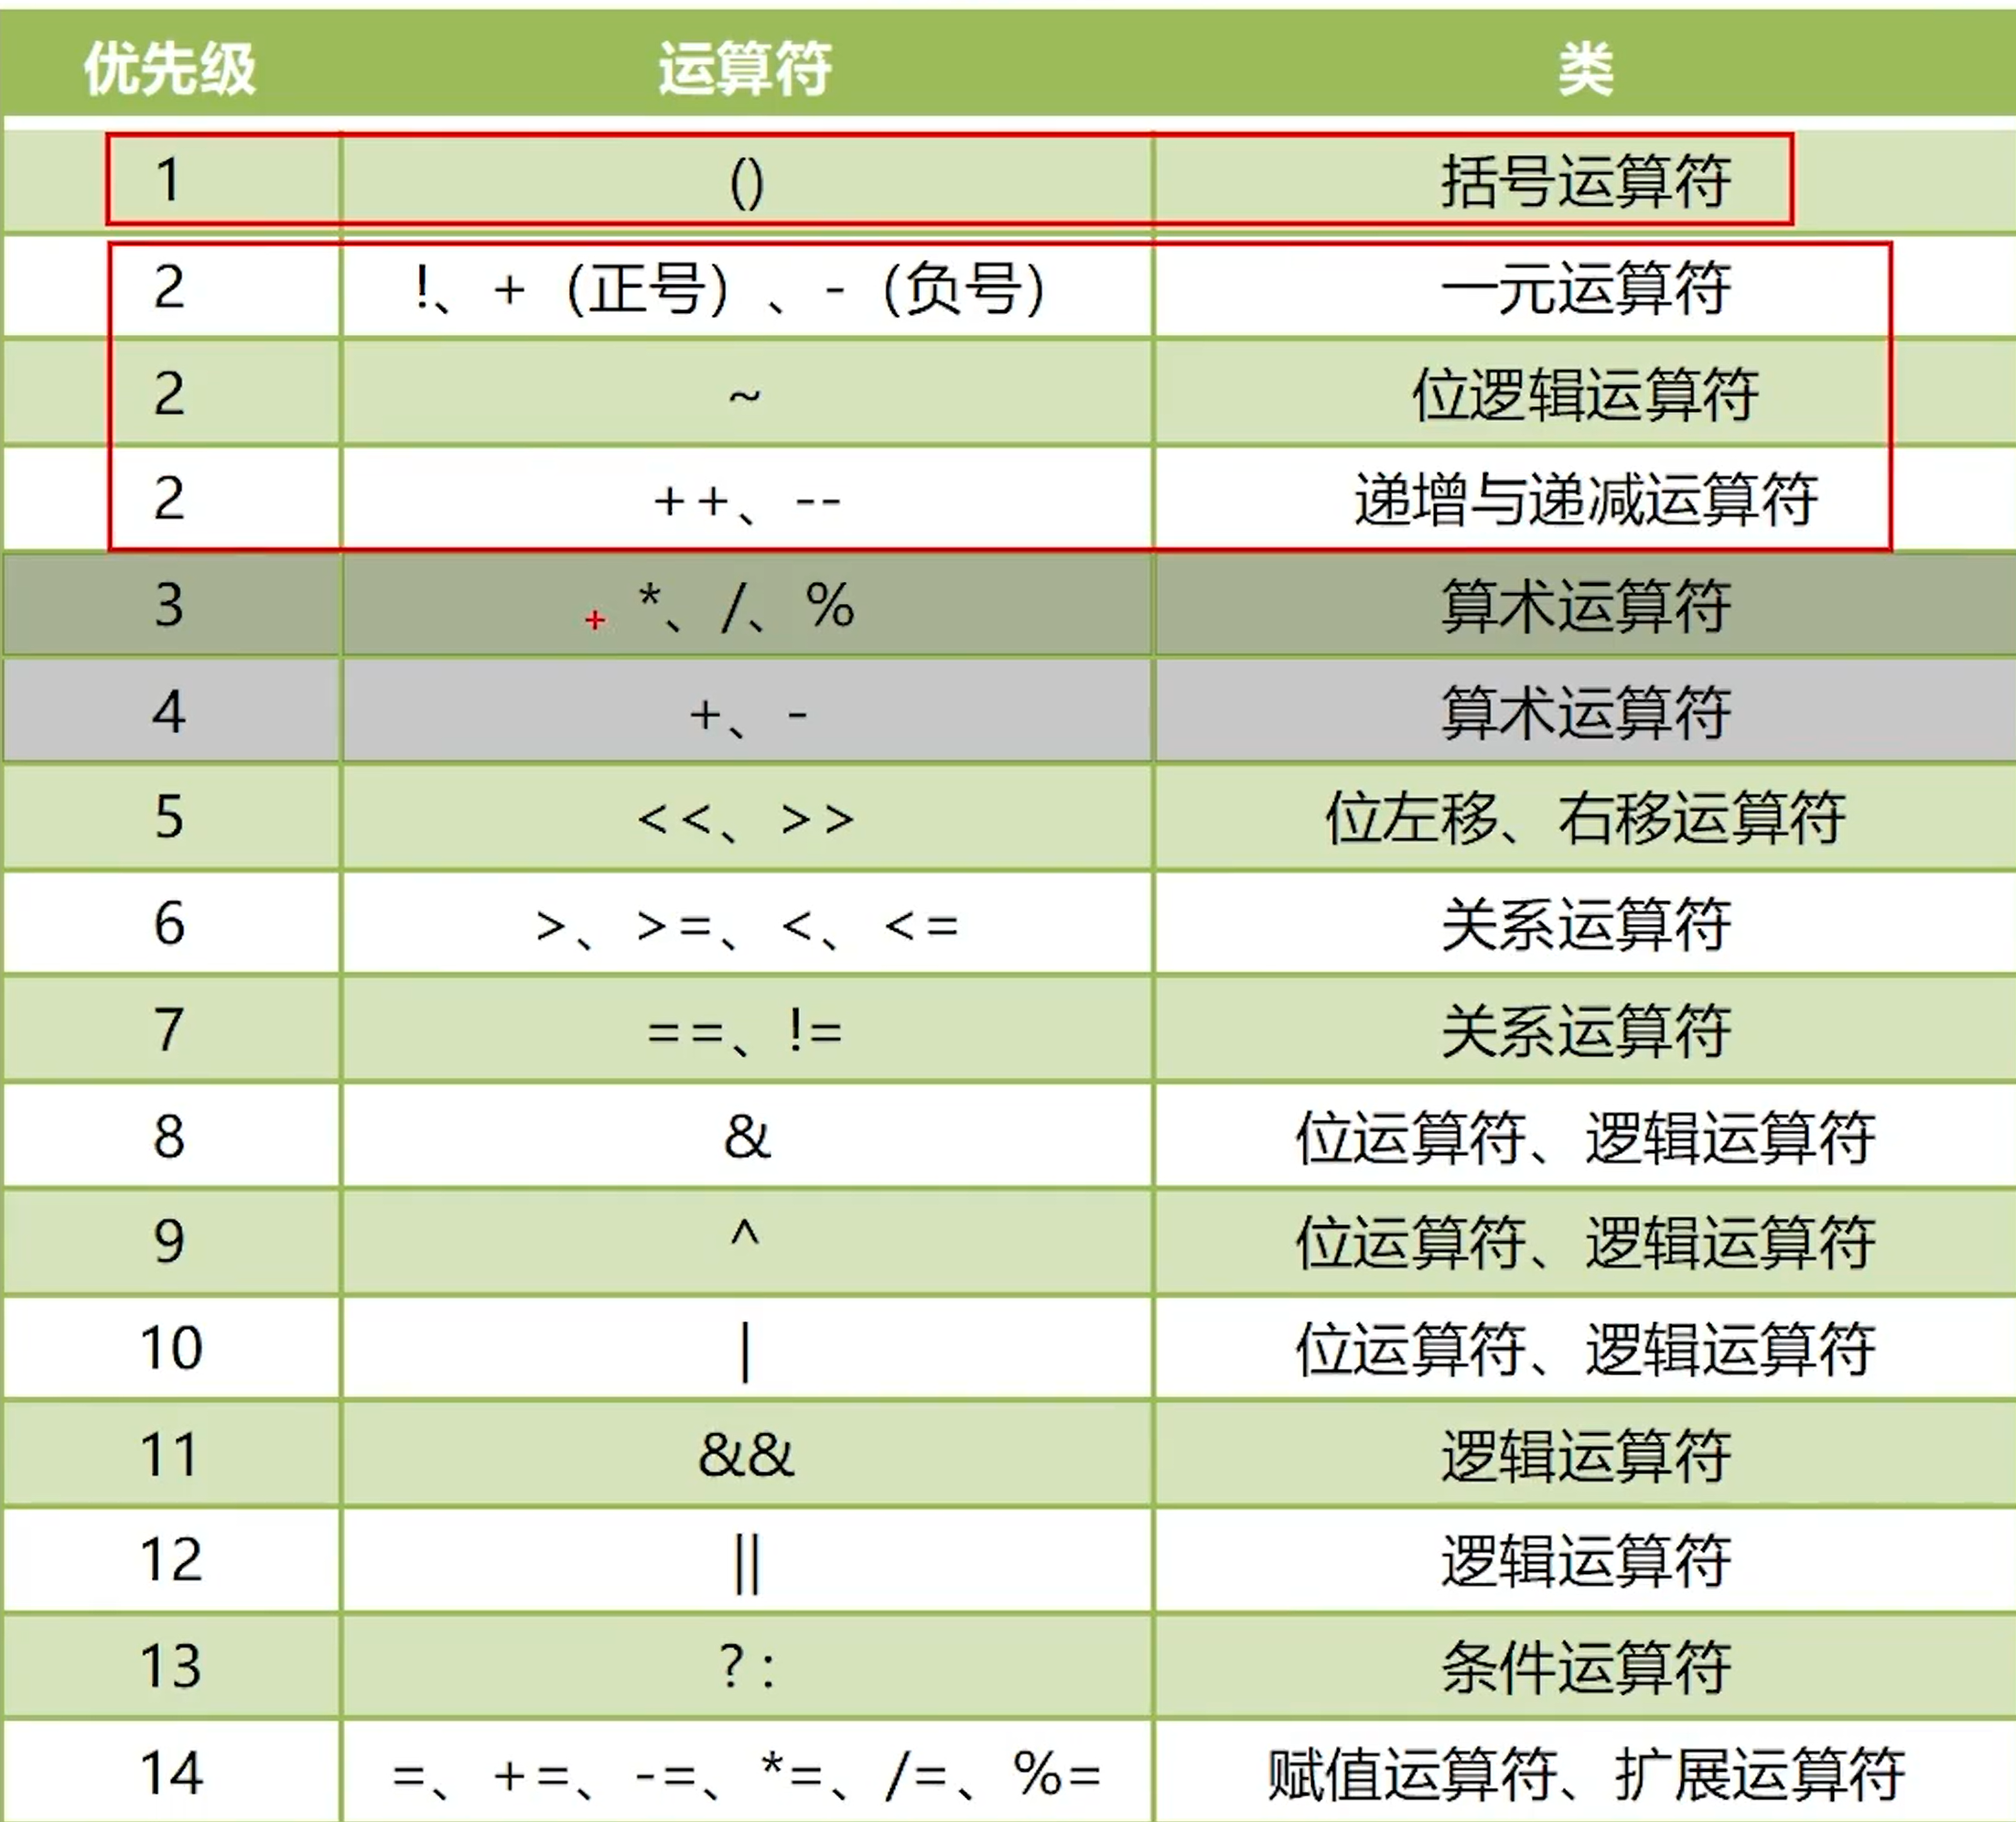 优先级 运算符 类
1 () 括号运算符
2 !、+（正号）、-（负号） 一元运算符
2 ~ 位逻辑运算符
2 ++、-- 递增与递减运算符
3 *、/、% 算术运算符
4 +、- 算术运算符
5 <<、>> 位左移、右移运算符
6 >、>=、<、<= 关系运算符
7 ==、!= 关系运算符
8 & 位运算符、逻辑运算符
9 ^ 位运算符、逻辑运算符
10 | 位运算符、逻辑运算符
11 && 逻辑运算符
12 || 逻辑运算符
13 ? : 条件运算符
14 =、+=、-=、*=、/=、%= 赋值运算符、扩展运算符